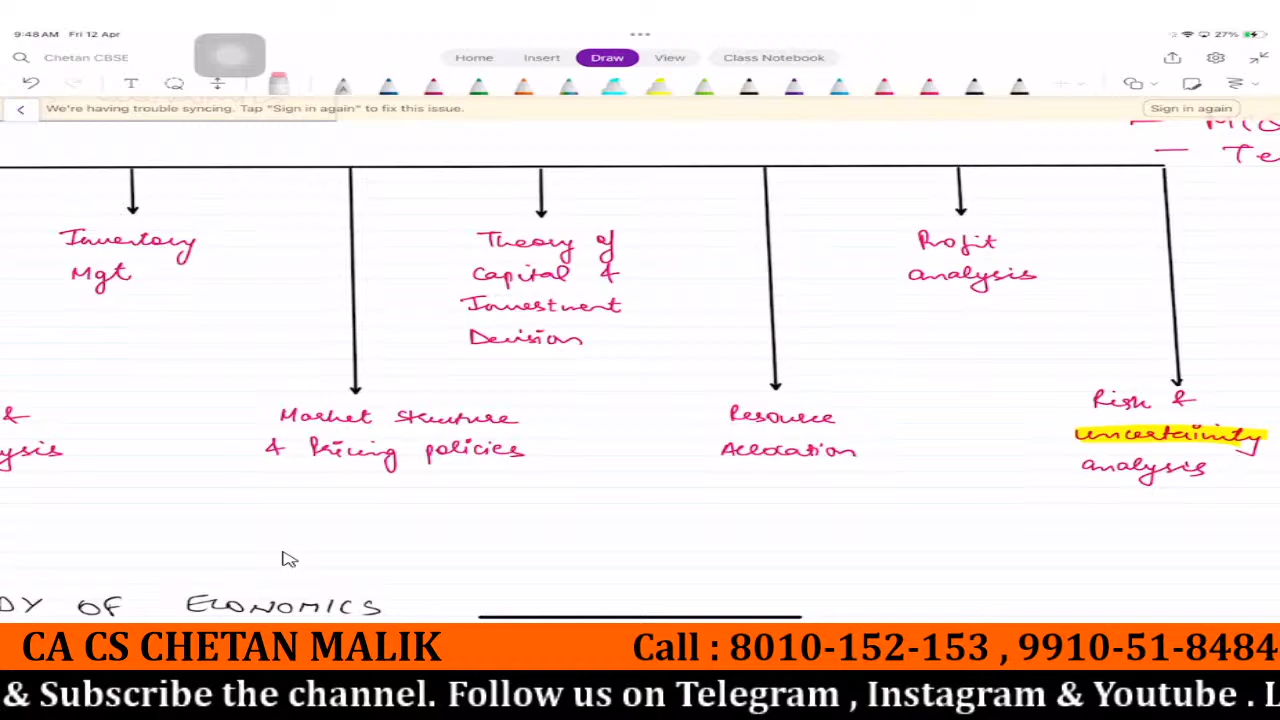 9:48 AM Fri 12 Apr
27%
Chetan CBSE
Home Insert Draw View Class Notebook
We're having trouble syncing. Tap "Sign in again" to fix this issue.
Sign in again
Inventory
Mgt
Theory of
Capital &
Investment
Decision
Profit
analysis
&
ysis
Market structure
& Pricing policies
Resource
Allocation
Risk &
uncertainity
analysis
DY OF ECONOMICS
CA CS CHETAN MALIK Call : 8010-152-153 , 9910-51-8484
& Subscribe the channel. Follow us on Telegram , Instagram & Youtube . L